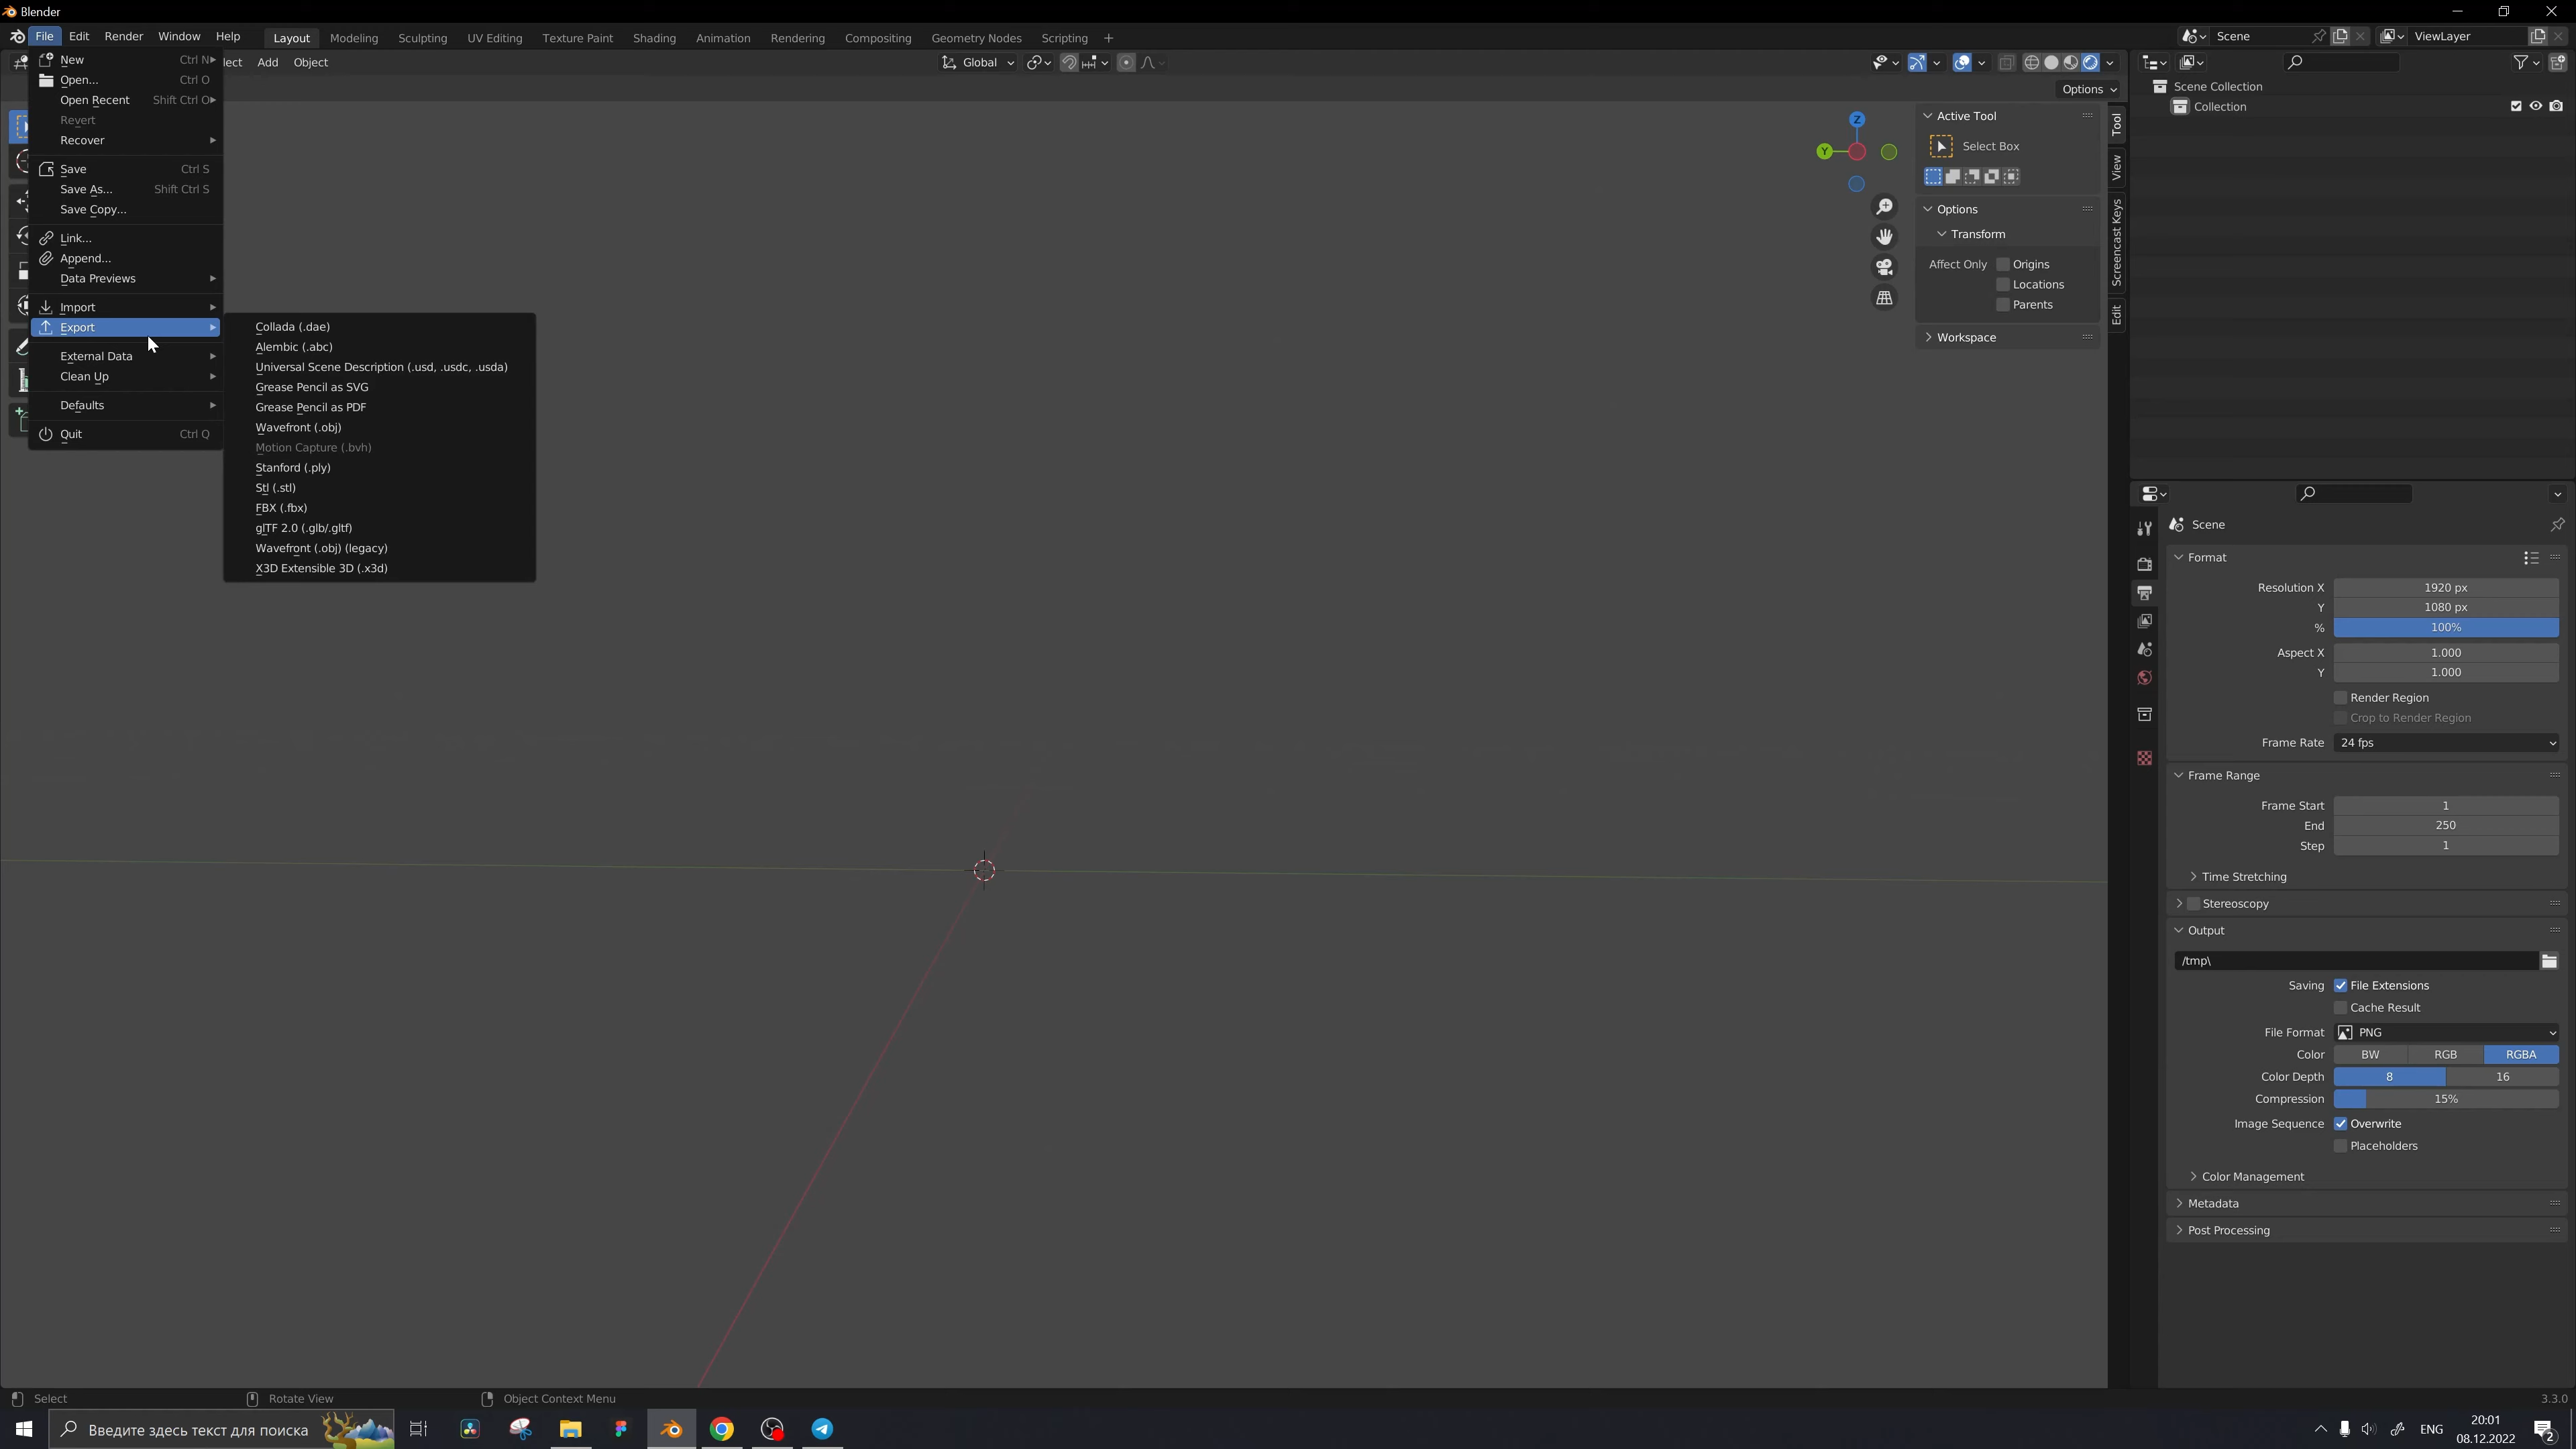 Blender
File Edit Render Window Help Layout Modeling Sculpting UV Editing Texture Paint Shading Animation Rendering Compositing Geometry Nodes Scripting +
Scene
ViewLayer
lect Add Object
Global
Options
New Ctrl N
Open... Ctrl O
Open Recent Shift Ctrl O
Revert
Recover
Save Ctrl S
Save As... Shift Ctrl S
Save Copy...
Link...
Append...
Data Previews
Import
Export
External Data
Clean Up
Defaults
Quit Ctrl Q
Collada (.dae)
Alembic (.abc)
Universal Scene Description (.usd, .usdc, .usda)
Grease Pencil as SVG
Grease Pencil as PDF
Wavefront (.obj)
Motion Capture (.bvh)
Stanford (.ply)
Stl (.stl)
FBX (.fbx)
glTF 2.0 (.glb/.gltf)
Wavefront (.obj) (legacy)
X3D Extensible 3D (.x3d)
Z
Y
Active Tool
Select Box
Options
Transform
Affect Only Origins
Locations
Parents
Workspace
Tool
View
Screencast Keys
Edit
Scene Collection
Collection
Scene
Format
Resolution X 1920 px
Y 1080 px
% 100%
Aspect X 1.000
Y 1.000
Render Region
Crop to Render Region
Frame Rate 24 fps
Frame Range
Frame Start 1
End 250
Step 1
Time Stretching
Stereoscopy
Output
/tmp\
Saving File Extensions
Cache Result
File Format PNG
Color BW RGB RGBA
Color Depth 8 16
Compression 15%
Image Sequence Overwrite
Placeholders
Color Management
Metadata
Post Processing
Select Rotate View Object Context Menu 3.3.0
Введите здесь текст для поиска
ENG
20:01
08.12.2022
2